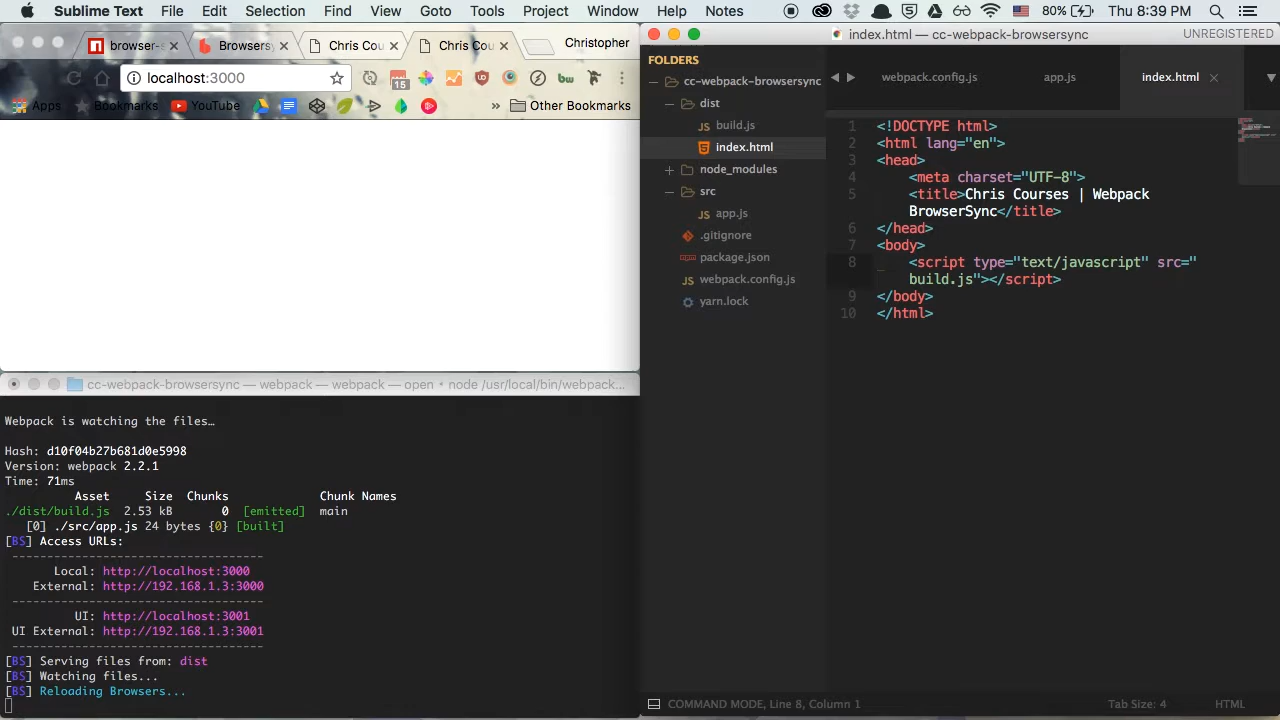 Sublime Text File Edit Selection Find View Goto Tools Project Window Help Notes 80% Thu 8:39 PM
browser- Browsers Chris Cou Chris Cou Christopher
localhost:3000
15
bw
Apps Bookmarks YouTube » Other Bookmarks
cc-webpack-browsersync — webpack — webpack — open • node /usr/local/bin/webpack…
Webpack is watching the files…
Hash: d10f04b27b681d0e5998
Version: webpack 2.2.1
Time: 71ms
Asset Size Chunks Chunk Names
./dist/build.js 2.53 kB 0 [emitted] main
[0] ./src/app.js 24 bytes {0} [built]
[BS] Access URLs:
-----------------------------------
Local: http://localhost:3000
External: http://192.168.1.3:3000
-----------------------------------
UI: http://localhost:3001
UI External: http://192.168.1.3:3001
-----------------------------------
[BS] Serving files from: dist
[BS] Watching files...
[BS] Reloading Browsers...
index.html — cc-webpack-browsersync UNREGISTERED
FOLDERS
cc-webpack-browsersync
dist
build.js
index.html
node_modules
src
app.js
.gitignore
package.json
webpack.config.js
yarn.lock
webpack.config.js app.js index.html
1 <!DOCTYPE html>
2 <html lang="en">
3 <head>
4 <meta charset="UTF-8">
5 <title>Chris Courses | Webpack
BrowserSync</title>
6 </head>
7 <body>
8 <script type="text/javascript" src="
build.js"></script>
9 </body>
10 </html>
COMMAND MODE, Line 8, Column 1 Tab Size: 4 HTML